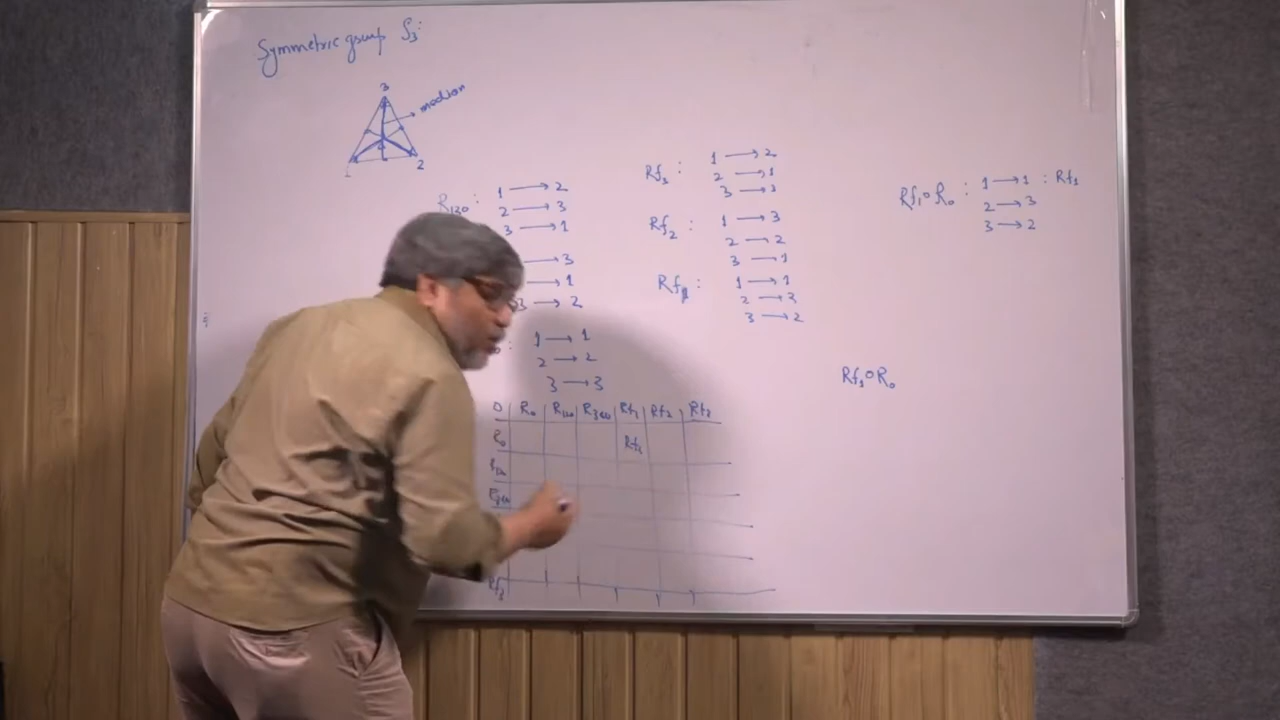 Symmetric group S₃:
3
median
1
2
R₁₂₀ : 1 → 2
2 → 3
3 → 1
→ 3
→ 1
3 → 2
: 1 → 1
2 → 2
3 → 3
Rf₃ : 1 → 2
2 → 1
3 → 3
Rf₂ : 1 → 3
2 → 2
3 → 1
Rf₁ : 1 → 1
2 → 3
3 → 2
Rf₁∘R₀ : 1 → 1 : Rf₁
2 → 3
3 → 2
Rf₃∘R₀
O R₀ R₁₂₀ Rf₁ Rf₂ Rf₃
R₀ Rf₁
R₁₂₀
Rf₃